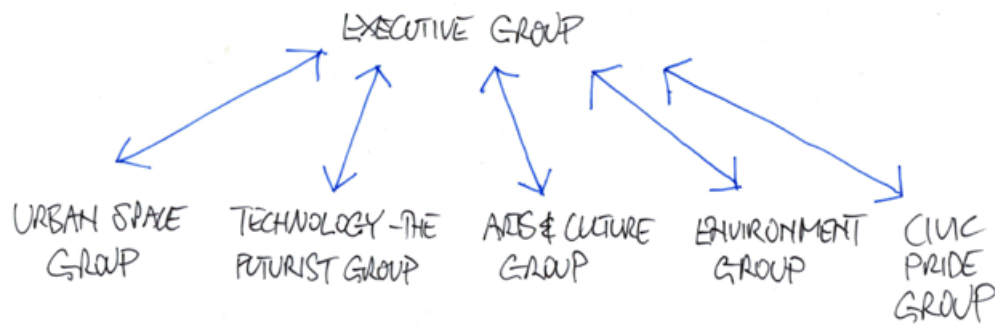 EXECUTIVE GROUP
URBAN SPACE
GROUP
TECHNOLOGY - THE
FUTURIST GROUP
ARTS & CULTURE
GROUP
ENVIRONMENT
GROUP
CIVIC
PRIDE
GROUP